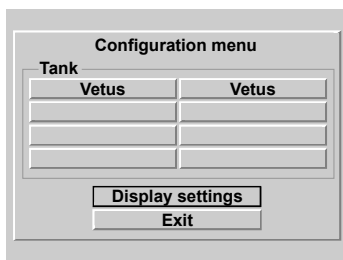 Configuration menu
Tank
Vetus Vetus
Display settings
Exit